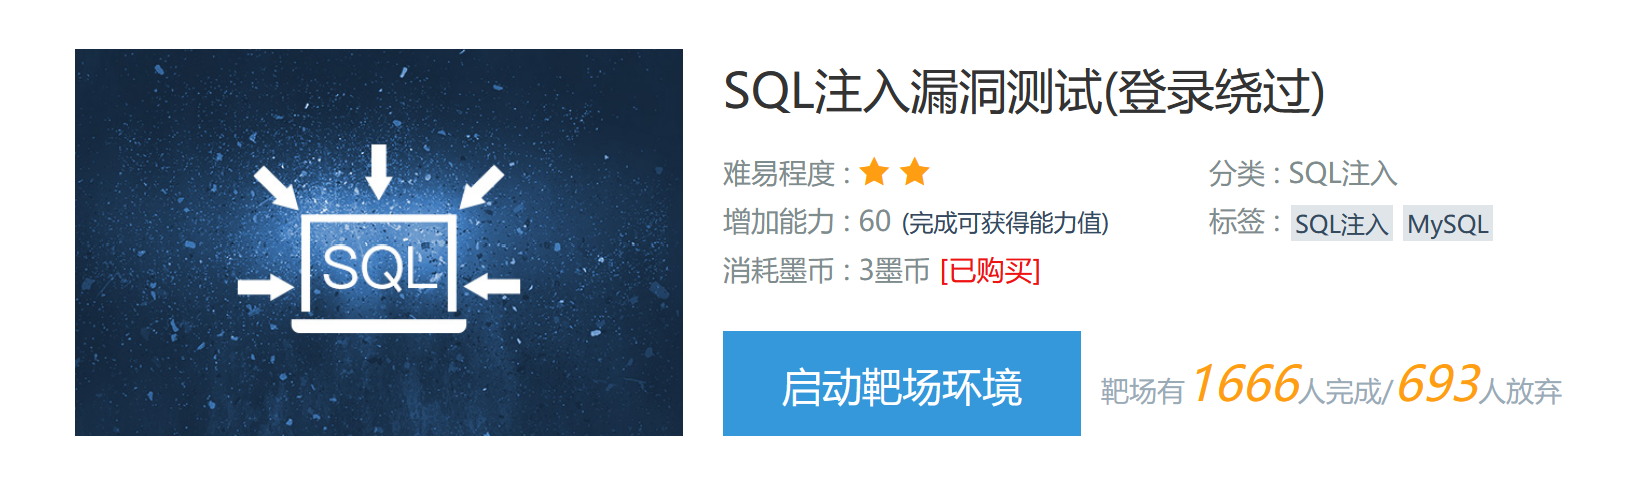 SQL
SQL注入漏洞测试(登录绕过)
难易程度 :
分类 : SQL注入
增加能力 : 60 (完成可获得能力值)
标签 : SQL注入 MySQL
消耗墨币 : 3墨币 [已购买]
启动靶场环境
靶场有1666人完成/693人放弃